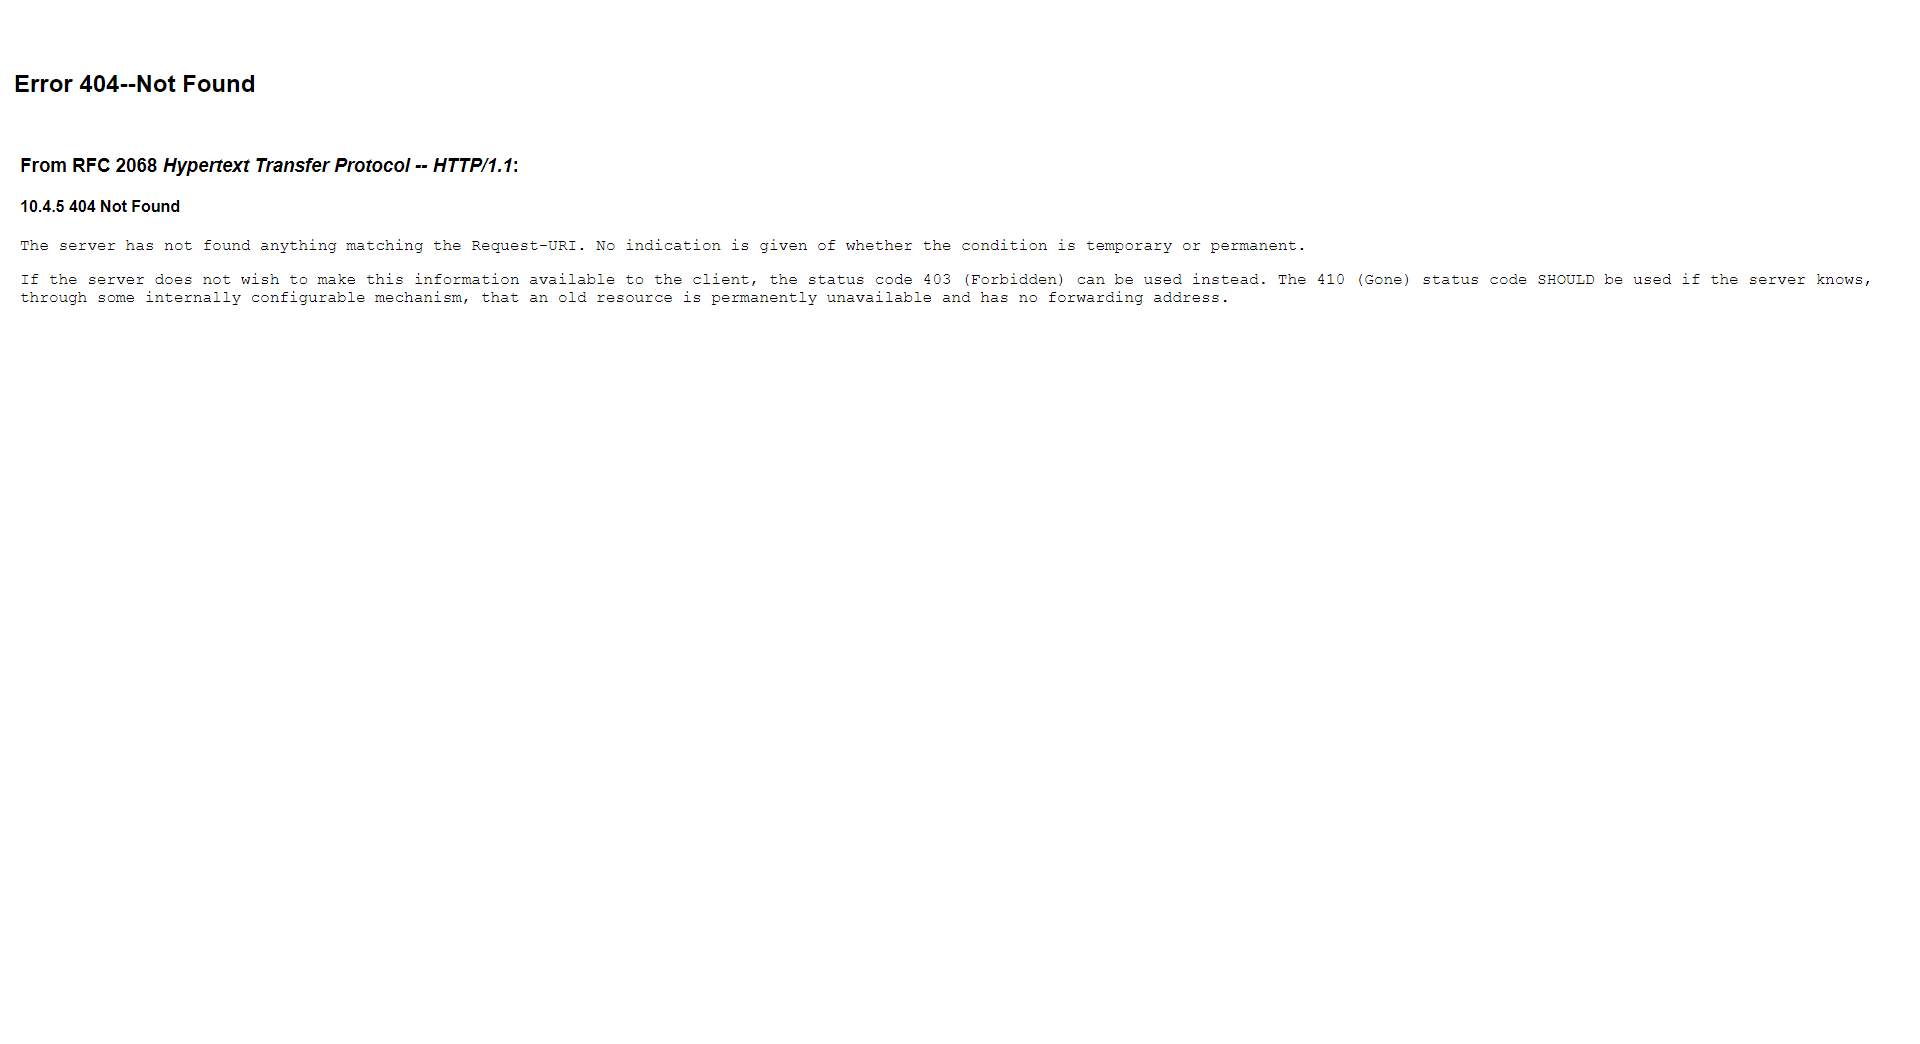 Error 404--Not Found
From RFC 2068 Hypertext Transfer Protocol -- HTTP/1.1:
10.4.5 404 Not Found
The server has not found anything matching the Request-URI. No indication is given of whether the condition is temporary or permanent.
If the server does not wish to make this information available to the client, the status code 403 (Forbidden) can be used instead. The 410 (Gone) status code SHOULD be used if the server knows,
through some internally configurable mechanism, that an old resource is permanently unavailable and has no forwarding address.